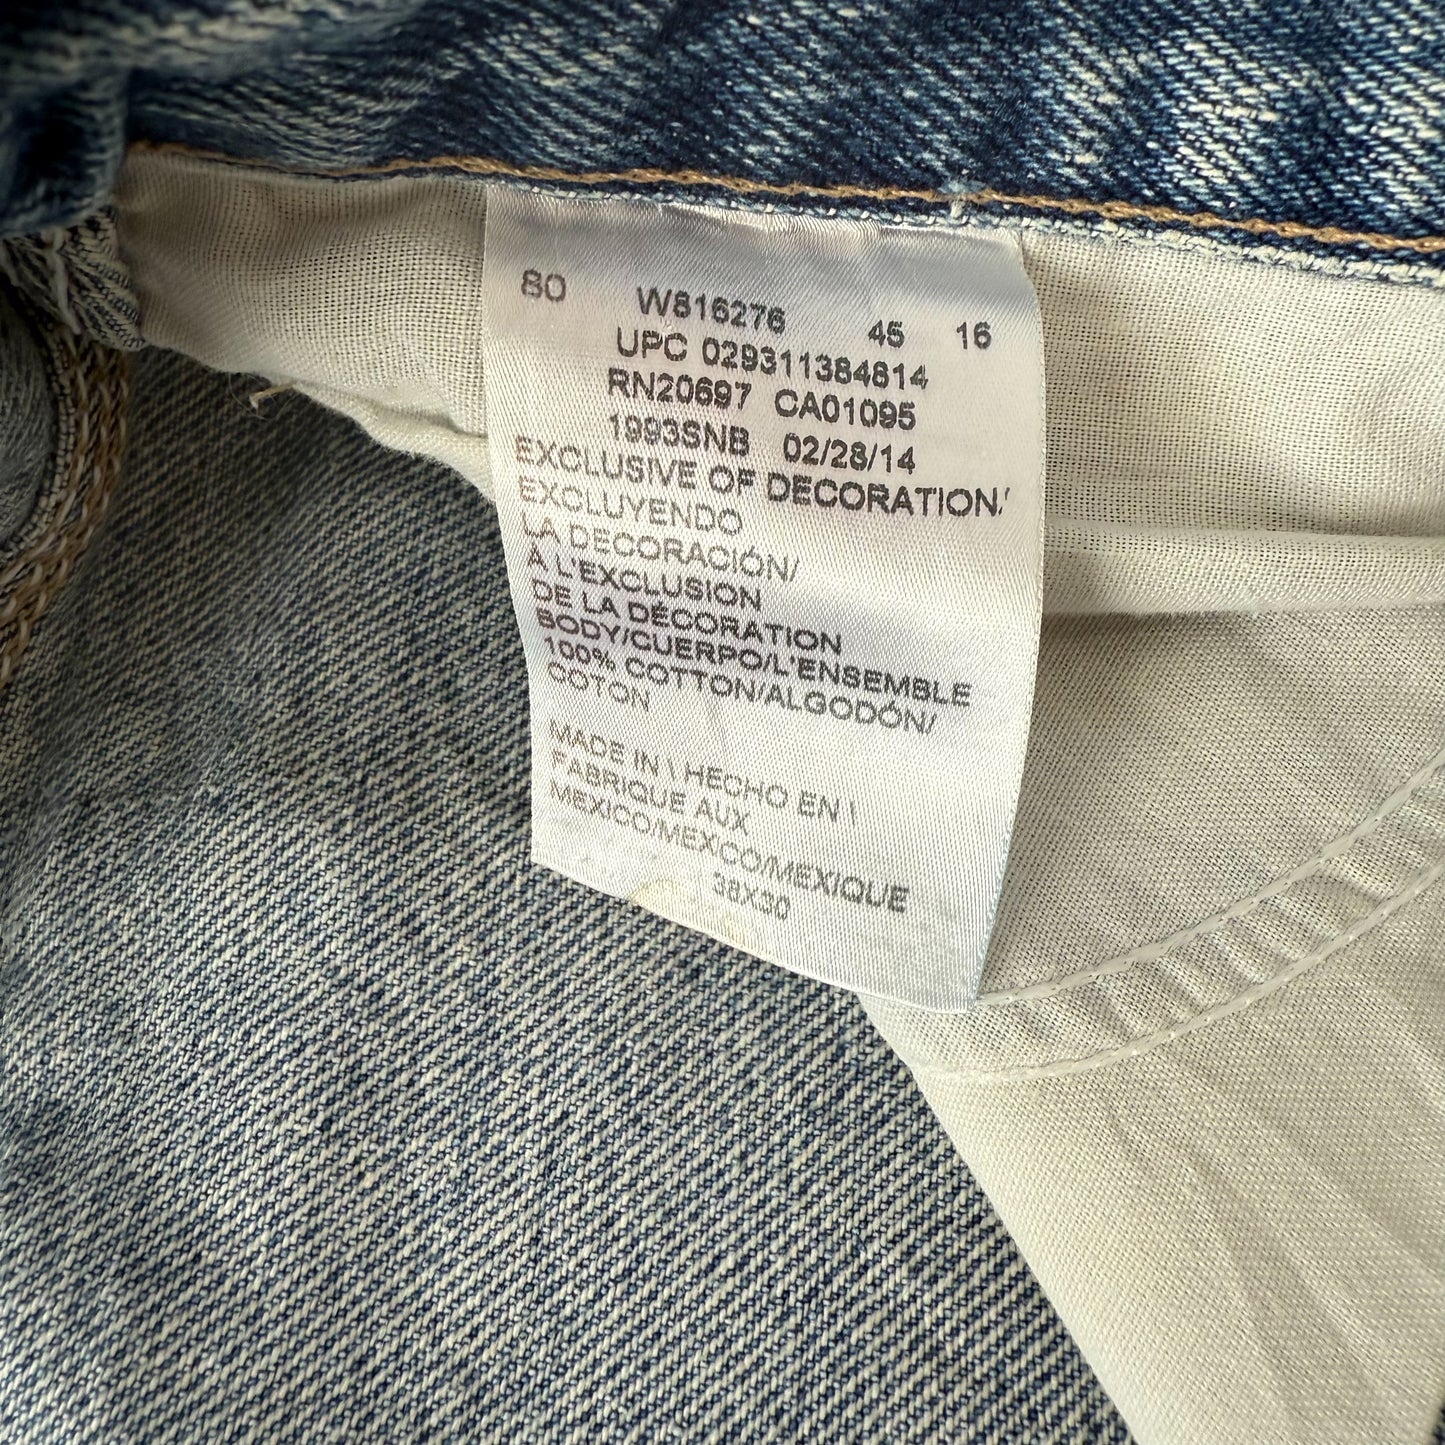 80 W816276 45 16
UPC 029311384814
RN20697 CA01095
1993SNB 02/28/14
EXCLUSIVE OF DECORATION/
EXCLUYENDO
LA DECORACIÓN/
À L'EXCLUSION
DE LA DÉCORATION
BODY/CUERPO/L'ENSEMBLE
100% COTTON/ALGODÓN/
COTON
MADE IN | HECHO EN |
FABRIQUE AUX
MEXICO/MEXICO/MEXIQUE
38X30